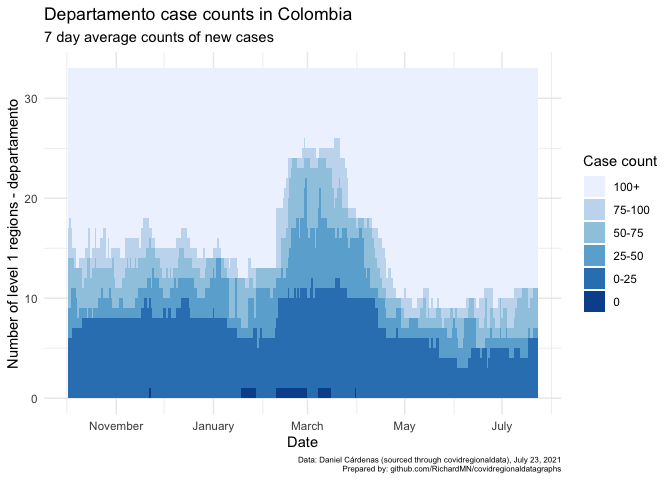 Departamento case counts in Colombia
7 day average counts of new cases
Number of level 1 regions - departamento
30
20
10
0
November
January
March
May
July
Date
Case count
100+
75-100
50-75
25-50
0-25
0
Data: Daniel Cárdenas (sourced through covidregionaldata), July 23, 2021
Prepared by: github.com/RichardMN/covidregionaldatagraphs